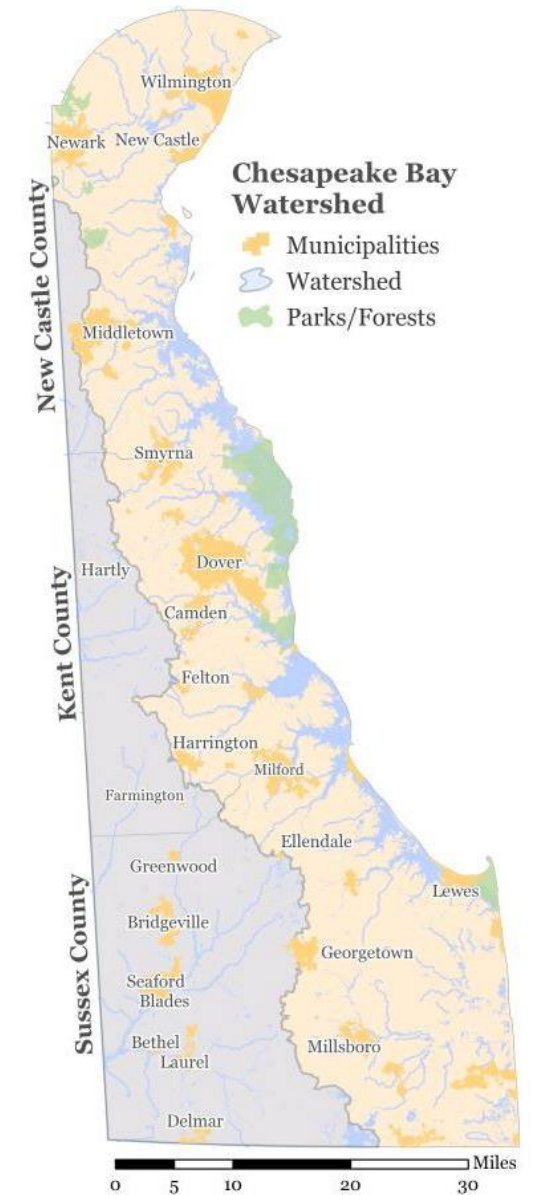 Wilmington
Newark
New Castle
Chesapeake Bay
Watershed
Municipalities
Watershed
Parks/Forests
New Castle County
Middletown
Smyrna
Dover
Hartly
Camden
Kent County
Felton
Harrington
Milford
Farmington
Ellendale
Greenwood
Lewes
Bridgeville
Georgetown
Sussex County
Seaford
Blades
Bethel
Laurel
Millsboro
Delmar
Miles
0 5 10 20 30